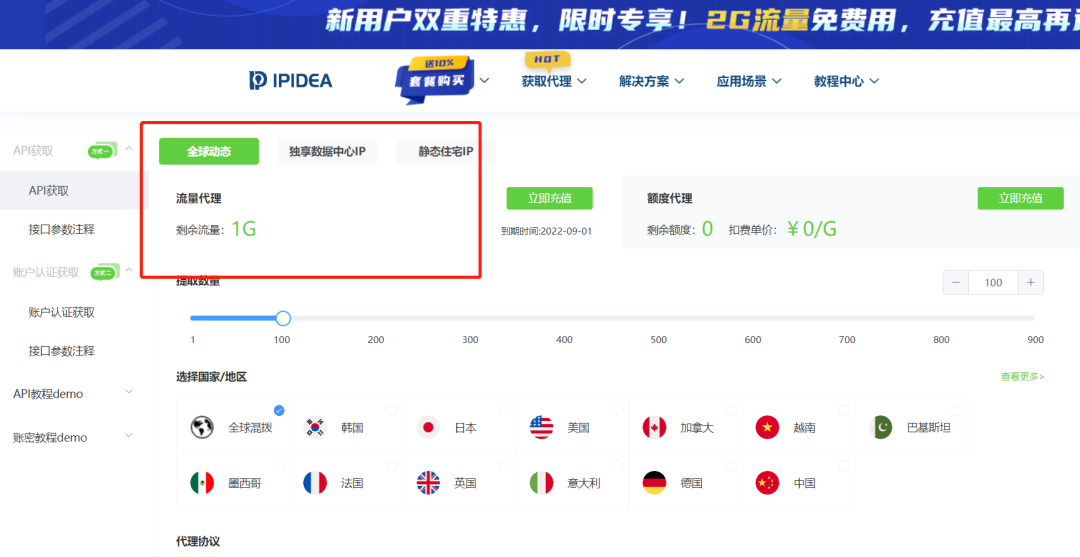 新用户双重特惠，限时专享！2G流量免费用，充值最高再
IPIDEA
送10%
套餐购买
HOT
获取代理
解决方案
应用场景
教程中心
API获取
方式一
API获取
接口参数注释
账户认证获取
方式二
账户认证获取
接口参数注释
API教程demo
账密教程demo
全球动态
独享数据中心IP
静态住宅IP
流量代理
立即充值
剩余流量：1G
到期时间:2022-09-01
额度代理
立即充值
剩余额度：0 扣费单价：￥0/G
提取数量
100
1 100 200 300 400 500 600 700 800 900
选择国家/地区
查看更多>
全球混拨 韩国 日本 美国 加拿大 越南 巴基斯坦
墨西哥 法国 英国 意大利 德国 中国
代理协议